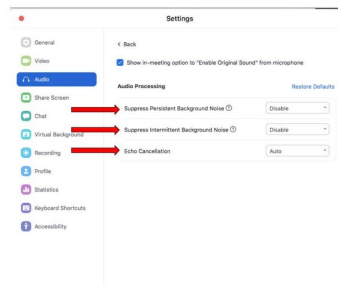 Settings
General
Video
Audio
Share Screen
Chat
Virtual Background
Recording
Profile
Statistics
Keyboard Shortcuts
Accessibility
< Back
Show in-meeting option to "Enable Original Sound" from microphone
Audio Processing Restore Defaults
Suppress Persistent Background Noise ? Disable
Suppress Intermittent Background Noise ? Disable
Echo Cancellation Auto